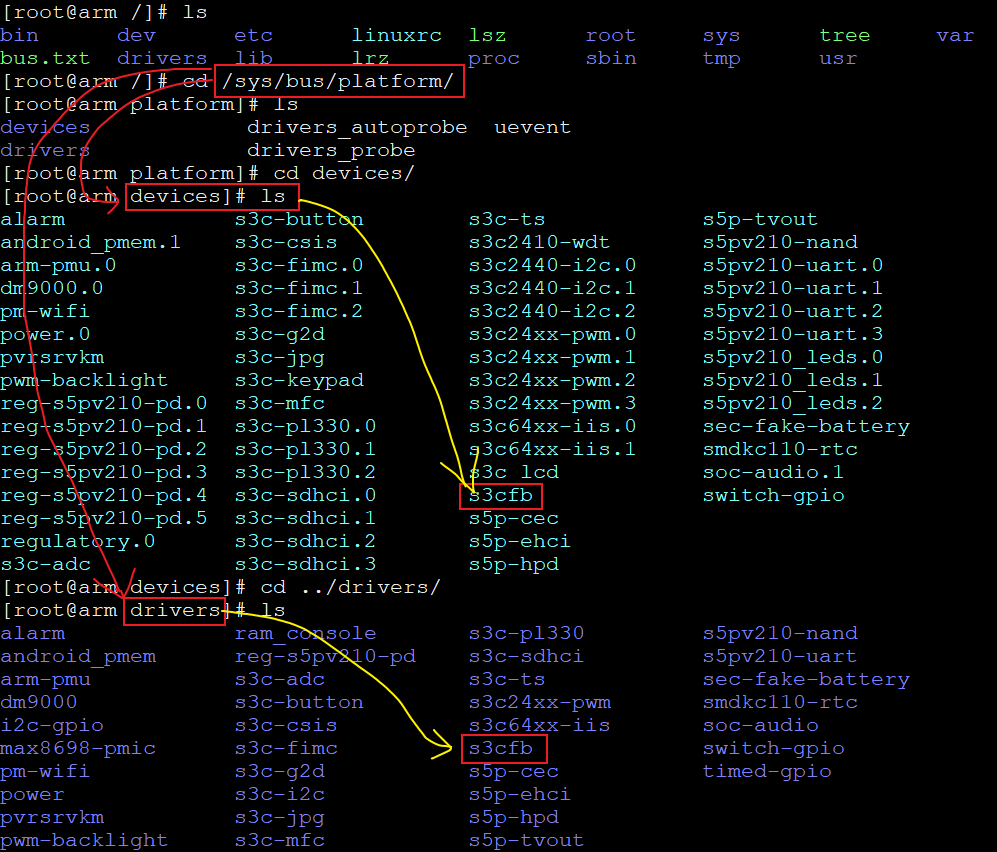 [root@arm /]# ls
bin dev etc linuxrc lsz root sys tree var
bus.txt drivers lib lrz proc sbin tmp usr
[root@arm /]# cd /sys/bus/platform/
[root@arm platform]# ls
devices drivers_autoprobe uevent
drivers drivers_probe
[root@arm platform]# cd devices/
[root@arm devices]# ls
alarm s3c-button s3c-ts s5p-tvout
android_pmem.1 s3c-csis s3c2410-wdt s5pv210-nand
arm-pmu.0 s3c-fimc.0 s3c2440-i2c.0 s5pv210-uart.0
dm9000.0 s3c-fimc.1 s3c2440-i2c.1 s5pv210-uart.1
pm-wifi s3c-fimc.2 s3c2440-i2c.2 s5pv210-uart.2
power.0 s3c-g2d s3c24xx-pwm.0 s5pv210-uart.3
pvrsrvkm s3c-jpg s3c24xx-pwm.1 s5pv210_leds.0
pwm-backlight s3c-keypad s3c24xx-pwm.2 s5pv210_leds.1
reg-s5pv210-pd.0 s3c-mfc s3c24xx-pwm.3 s5pv210_leds.2
reg-s5pv210-pd.1 s3c-pl330.0 s3c64xx-iis.0 sec-fake-battery
reg-s5pv210-pd.2 s3c-pl330.1 s3c64xx-iis.1 smdkc110-rtc
reg-s5pv210-pd.3 s3c-pl330.2 s3c_lcd soc-audio.1
reg-s5pv210-pd.4 s3c-sdhci.0 s3cfb switch-gpio
reg-s5pv210-pd.5 s3c-sdhci.1 s5p-cec
regulatory.0 s3c-sdhci.2 s5p-ehci
s3c-adc s3c-sdhci.3 s5p-hpd
[root@arm devices]# cd ../drivers/
[root@arm drivers]# ls
alarm ram_console s3c-pl330 s5pv210-nand
android_pmem reg-s5pv210-pd s3c-sdhci s5pv210-uart
arm-pmu s3c-adc s3c-ts sec-fake-battery
dm9000 s3c-button s3c24xx-pwm smdkc110-rtc
i2c-gpio s3c-csis s3c64xx-iis soc-audio
max8698-pmic s3c-fimc s3cfb switch-gpio
pm-wifi s3c-g2d s5p-cec timed-gpio
power s3c-i2c s5p-ehci
pvrsrvkm s3c-jpg s5p-hpd
pwm-backlight s3c-mfc s5p-tvout